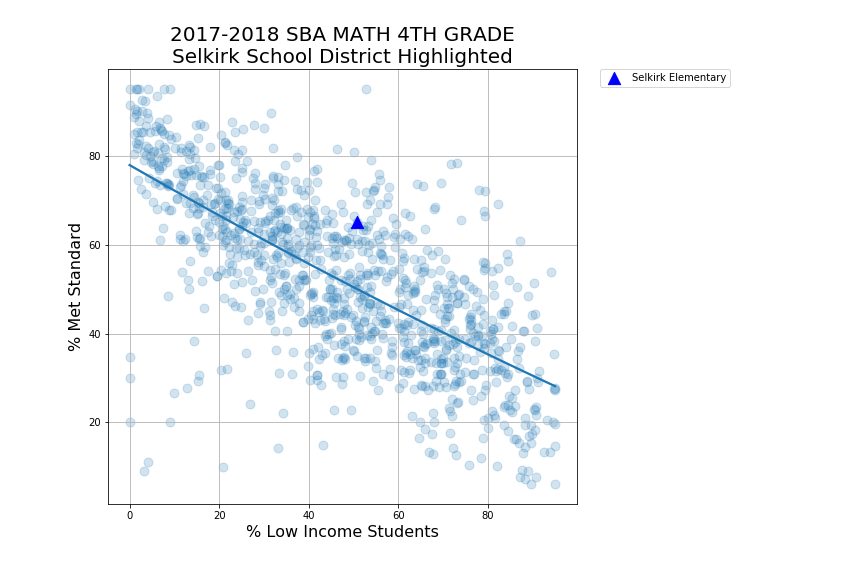 2017-2018 SBA MATH 4TH GRADE
Selkirk School District Highlighted
Selkirk Elementary
% Met Standard
80
60
40
20
0 20 40 60 80
% Low Income Students